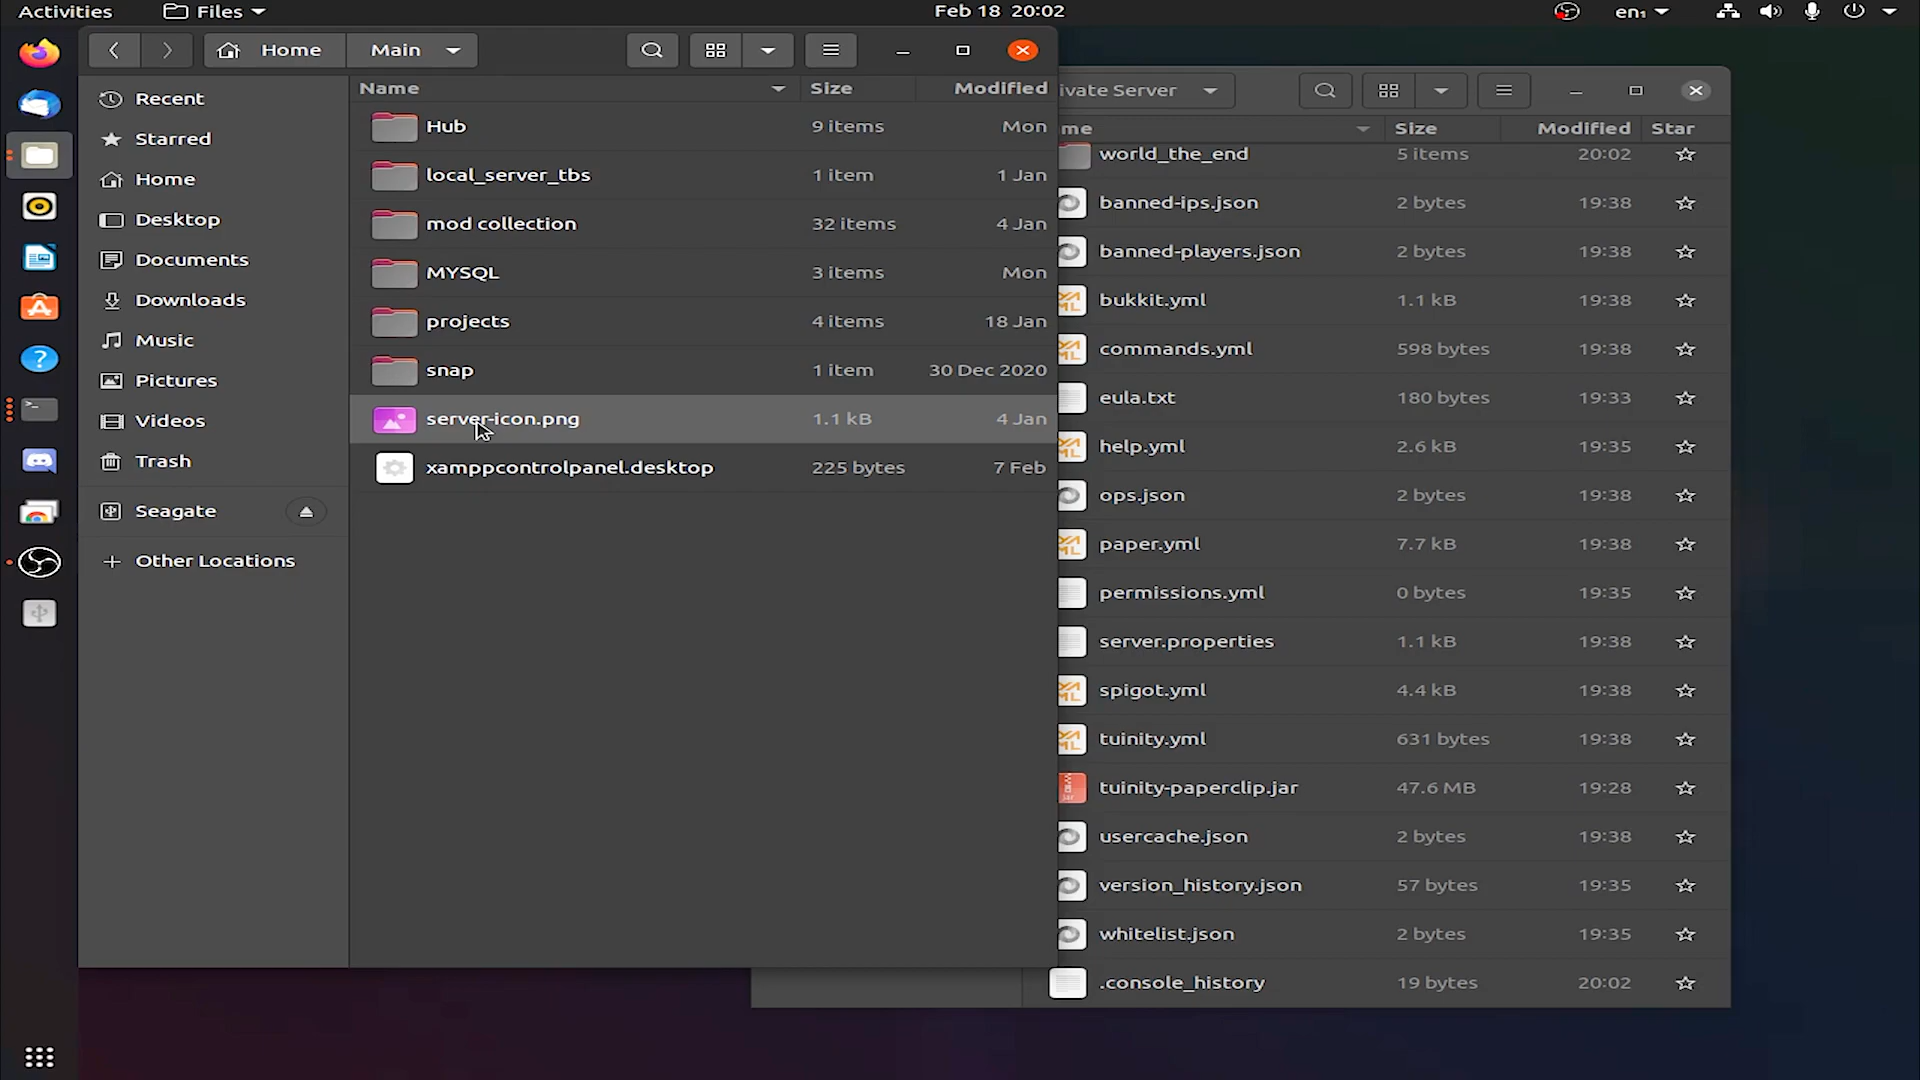 Activities
Files
Feb 18 20:02
en₁
Home
Main
Recent
Starred
Home
Desktop
Documents
Downloads
Music
Pictures
Videos
Trash
Seagate
Other Locations
Name Size Modified
Hub 9 items Mon
local_server_tbs 1 item 1 Jan
mod collection 32 items 4 Jan
MYSQL 3 items Mon
projects 4 items 18 Jan
snap 1 item 30 Dec 2020
server-icon.png 1.1 kB 4 Jan
xamppcontrolpanel.desktop 225 bytes 7 Feb
ivate Server
me Size Modified Star
world_the_end 5 items 20:02
banned-ips.json 2 bytes 19:38
banned-players.json 2 bytes 19:38
bukkit.yml 1.1 kB 19:38
commands.yml 598 bytes 19:38
eula.txt 180 bytes 19:33
help.yml 2.6 kB 19:35
ops.json 2 bytes 19:38
paper.yml 7.7 kB 19:38
permissions.yml 0 bytes 19:35
server.properties 1.1 kB 19:38
spigot.yml 4.4 kB 19:38
tuinity.yml 631 bytes 19:38
tuinity-paperclip.jar 47.6 MB 19:28
usercache.json 2 bytes 19:38
version_history.json 57 bytes 19:35
whitelist.json 2 bytes 19:35
.console_history 19 bytes 20:02